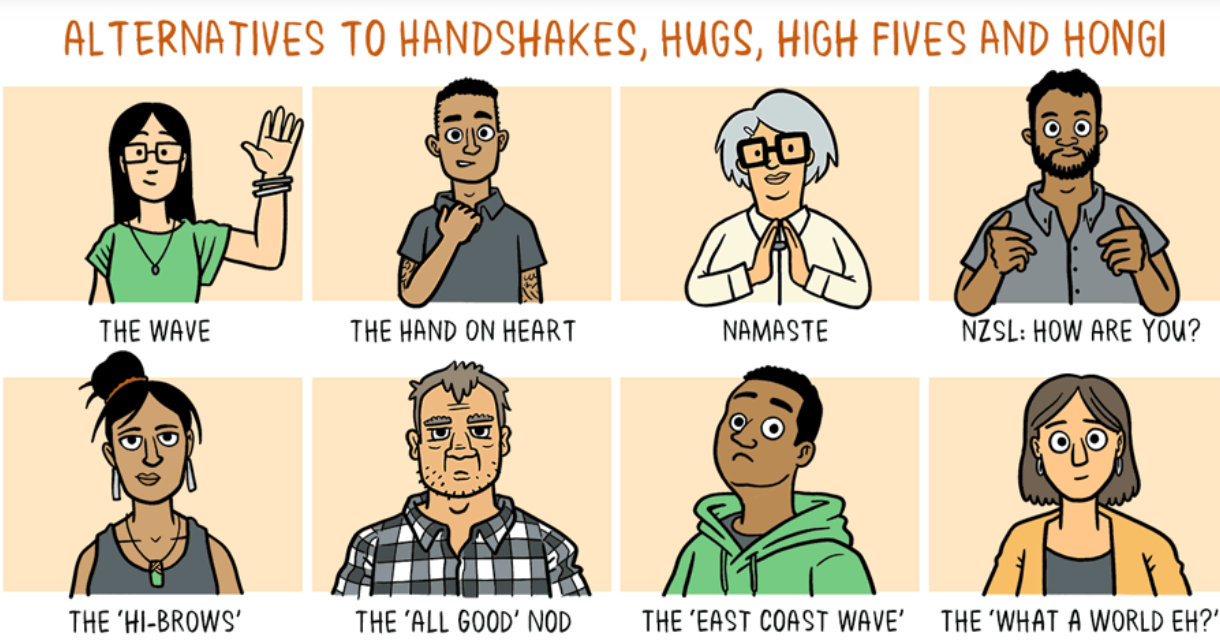 ALTERNATIVES TO HANDSHAKES, HUGS, HIGH FIVES AND HONGI
THE WAVE
THE HAND ON HEART
NAMASTE
NZSL: HOW ARE YOU?
THE 'HI-BROWS'
THE 'ALL GOOD' NOD
THE 'EAST COAST WAVE'
THE 'WHAT A WORLD EH?'